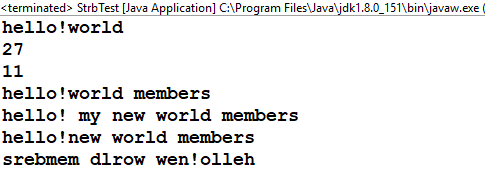 <terminated> StrbTest [Java Application] C:\Program Files\Java\jdk1.8.0_151\bin\javaw.exe (
hello!world
27
11
hello!world members
hello! my new world members
hello!new world members
srebmem dlrow wen!olleh